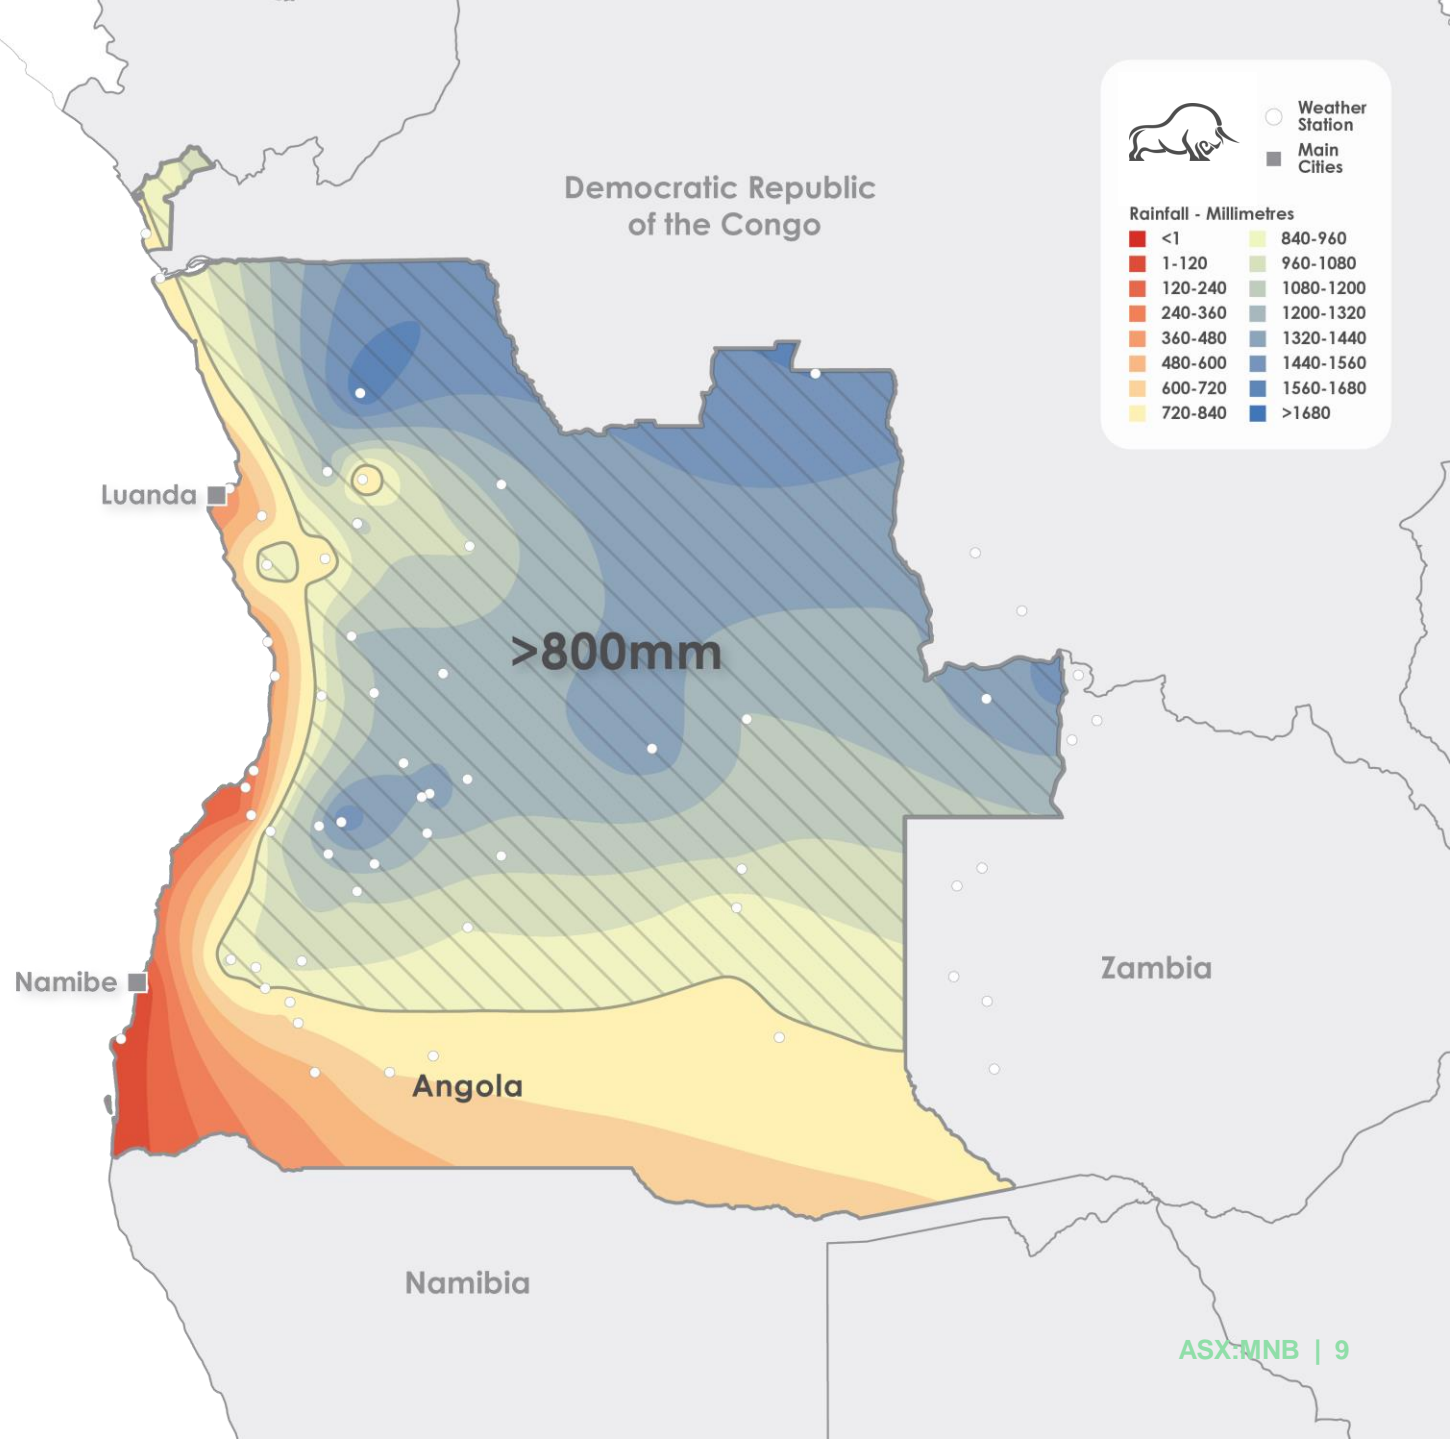 Weather
Station
Main
Cities
Democratic Republic
of the Congo
Rainfall - Millimetres
<1
1-120
120-240
240-360
360-480
480-600
600-720
720-840
840-960
960-1080
1080-1200
1200-1320
1320-1440
1440-1560
1560-1680
>1680
Luanda
>800mm
Namibe
Zambia
Angola
Namibia
ASX:MNB | 9